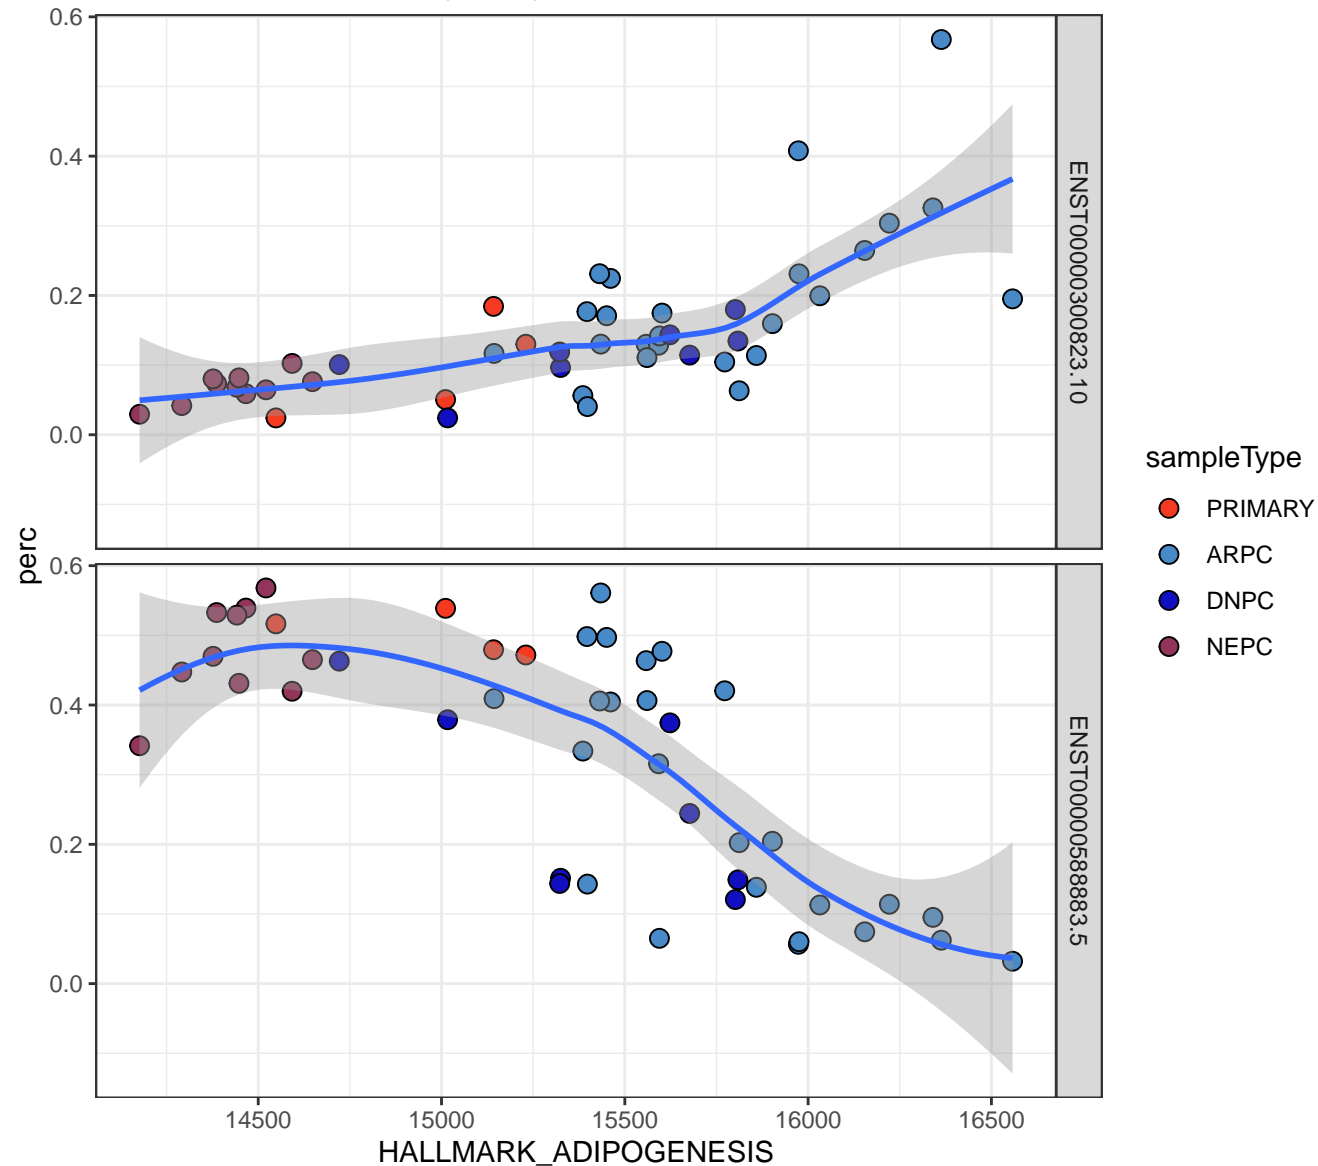 0.6
0.4
0.2
0.0
ENST00000300823.10
perc
0.6
0.4
0.2
0.0
ENST00000588883.5
14500 15000 15500 16000 16500
HALLMARK_ADIPOGENESIS
sampleType
PRIMARY
ARPC
DNPC
NEPC